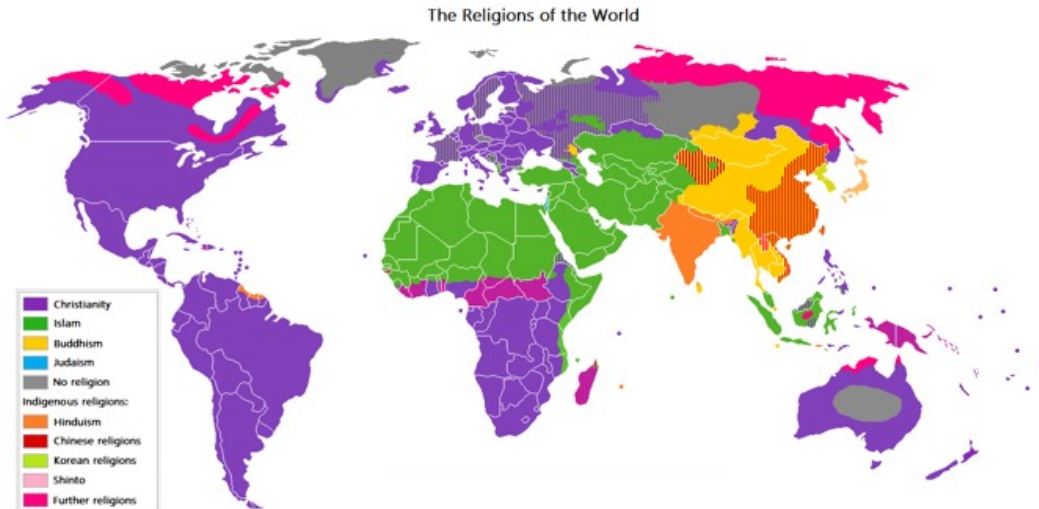 The Religions of the World
Christianity
Islam
Buddhism
Judaism
No religion
Indigenous religions:
Hinduism
Chinese religions
Korean religions
Shinto
Further religions